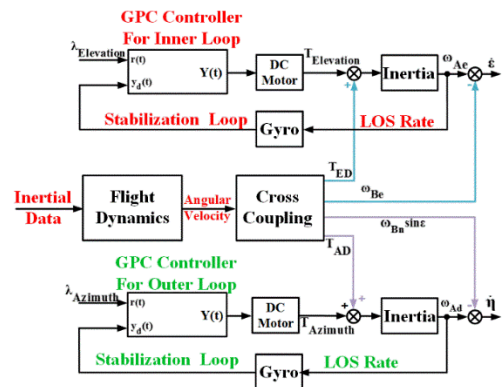 GPC Controller
For Inner Loop
λElevation
r(t)
yd(t)
Y(t)
DC
Motor
TElevation
+
Inertia
ωAe
-
ε̇
Stabilization Loop
Gyro
LOS Rate
TED
Inertial
Data
Flight
Dynamics
Angular
Velocity
Cross
Coupling
ωBe
ωBn sinε
TAD
GPC Controller
For Outer Loop
λAzimuth
r(t)
yd(t)
Y(t)
DC
Motor
TAzimuth
+
+
Inertia
ωAd
-
η̇
Stabilization Loop
Gyro
LOS Rate